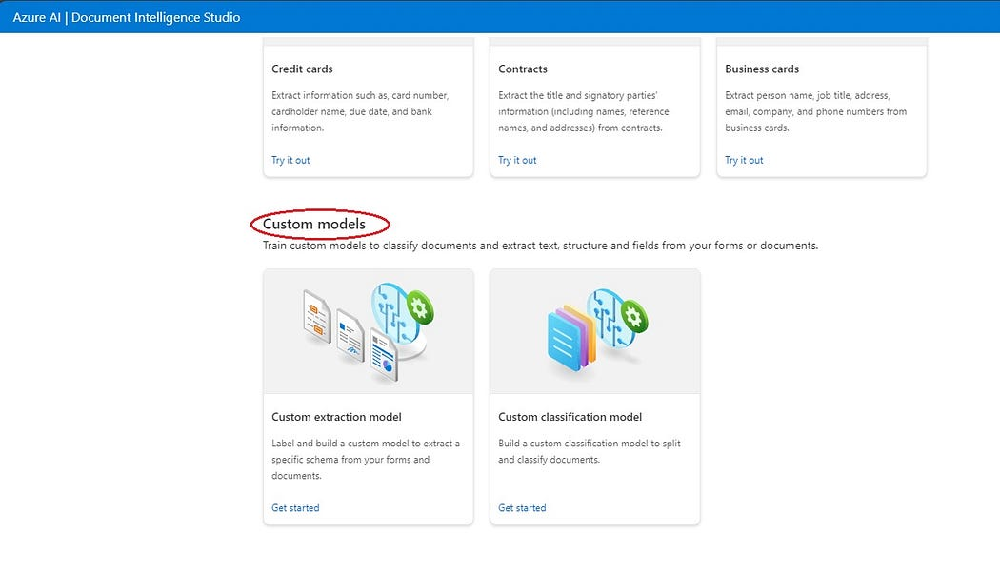 Azure AI | Document Intelligence Studio
Credit cards
Extract information such as, card number,
cardholder name, due date, and bank
information.
Try it out
Contracts
Extract the title and signatory parties'
information (including names, reference
names, and addresses) from contracts.
Try it out
Business cards
Extract person name, job title, address,
email, company, and phone numbers from
business cards.
Try it out
Custom models
Train custom models to classify documents and extract text, structure and fields from your forms or documents.
Custom extraction model
Label and build a custom model to extract a
specific schema from your forms and
documents.
Get started
Custom classification model
Build a custom classification model to split
and classify documents.
Get started